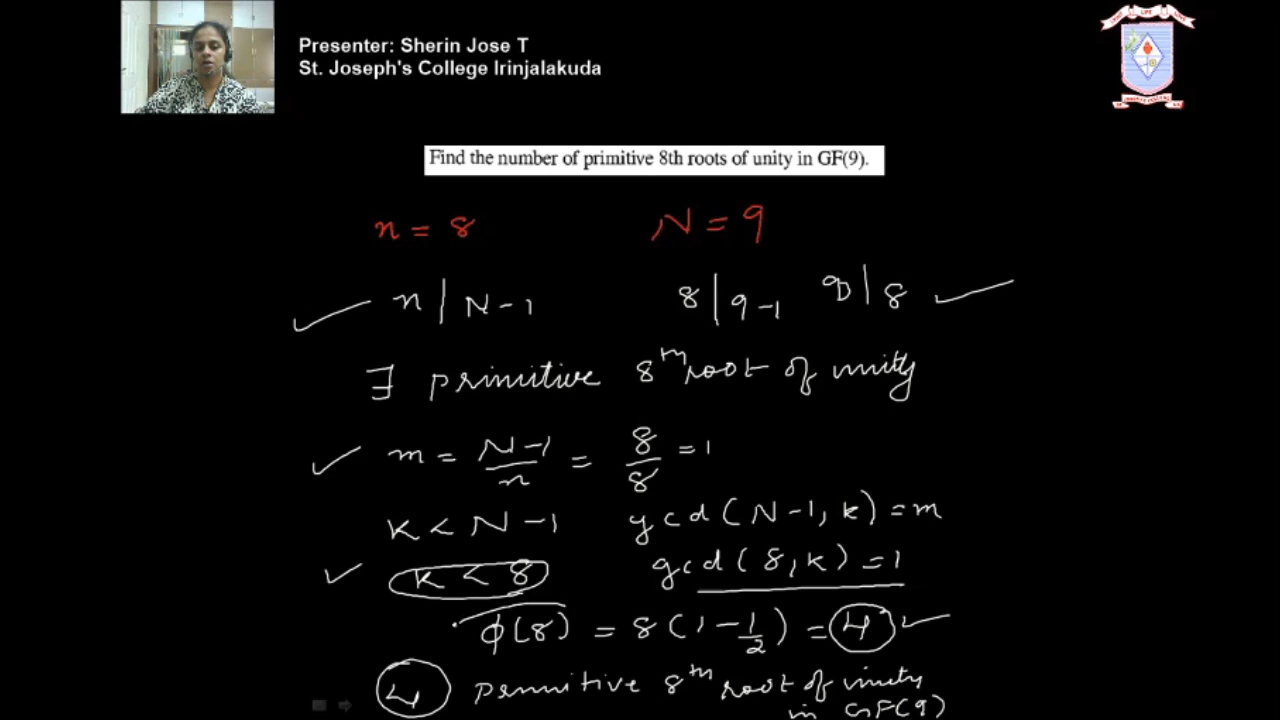 Presenter: Sherin Jose T
St. Joseph's College Irinjalakuda
Find the number of primitive 8th roots of unity in GF(9).
n = 8 N = 9
n | N-1 8 | 9-1 8 | 8
∃ primitive 8th root of unity
m = N-1/n = 8/8 = 1
k < N-1 gcd(N-1, k) = m
k < 8 gcd(8, k) = 1
ϕ(8) = 8(1-1/2) = 4
4 primitive 8th root of unity
in GF(9)